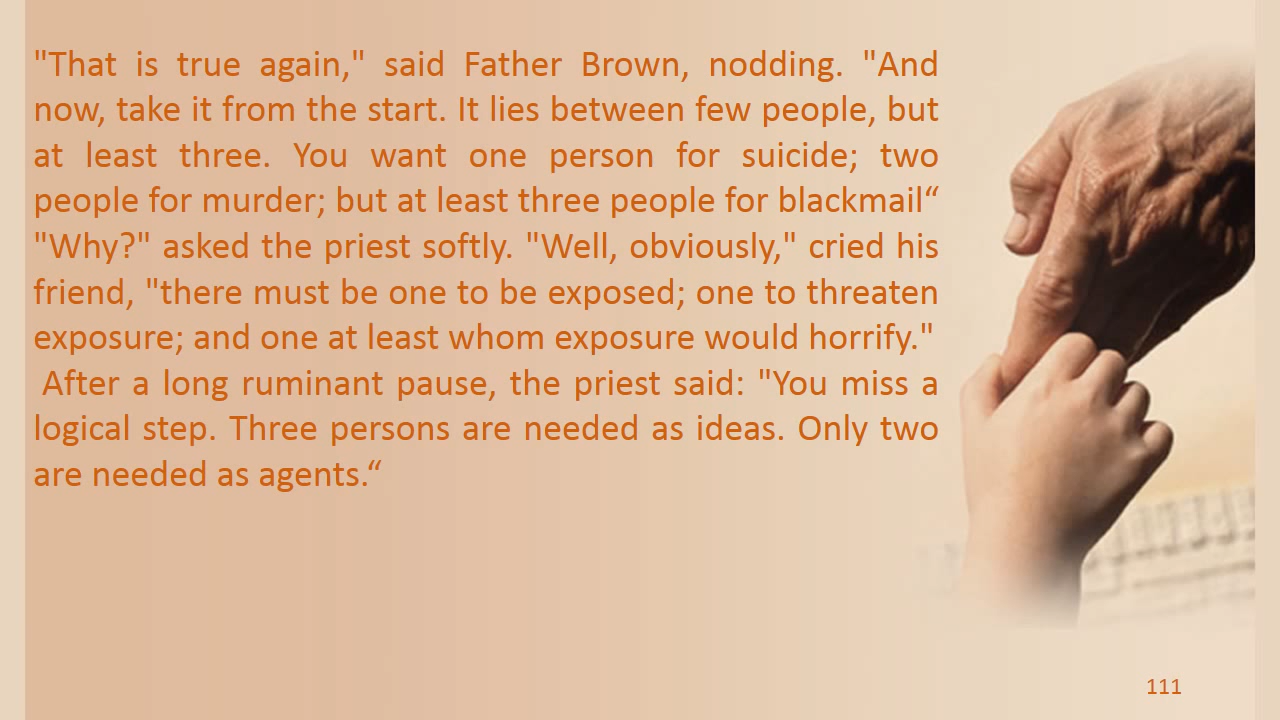 "That is true again," said Father Brown, nodding. "And
now, take it from the start. It lies between few people, but
at least three. You want one person for suicide; two
people for murder; but at least three people for blackmail“
"Why?" asked the priest softly. "Well, obviously," cried his
friend, "there must be one to be exposed; one to threaten
exposure; and one at least whom exposure would horrify."
After a long ruminant pause, the priest said: "You miss a
logical step. Three persons are needed as ideas. Only two
are needed as agents.“
111